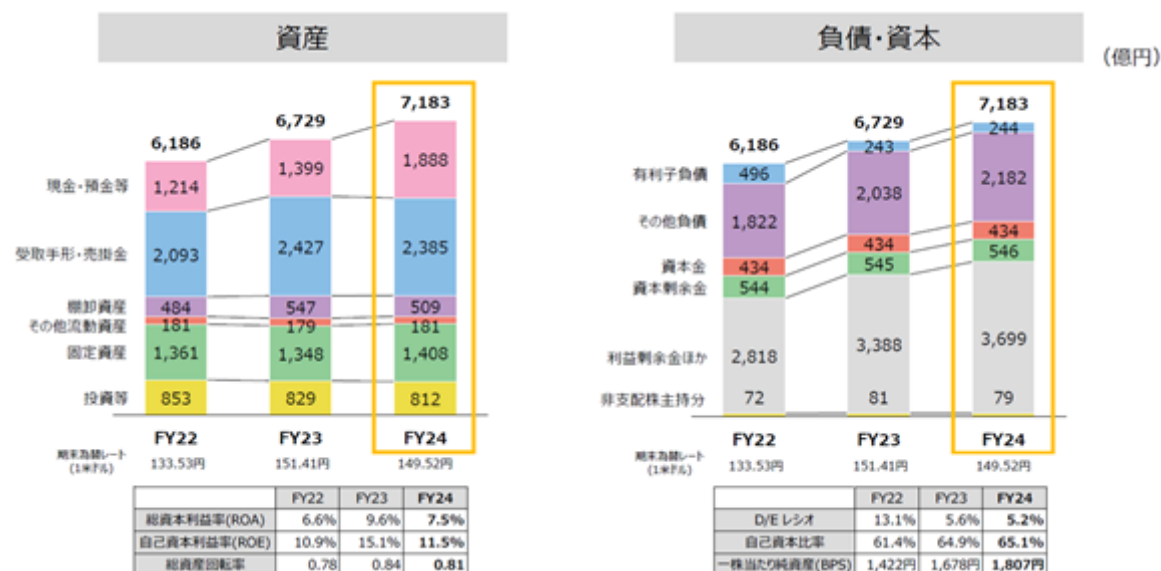 資産
負債・資本
(億円)
6,186
6,729
7,183
現金・預金等 1,214 1,399 1,888
受取手形・売掛金 2,093 2,427 2,385
棚卸資産 484 547 509
その他流動資産 181 179 181
固定資産 1,361 1,348 1,408
投資等 853 829 812
FY22 FY23 FY24
期末為替レート
(1米ドル) 133.53円 151.41円 149.52円
FY22 FY23 FY24
総資本利益率(ROA) 6.6% 9.6% 7.5%
自己資本利益率(ROE) 10.9% 15.1% 11.5%
総資産回転率 0.78 0.84 0.81
6,186
6,729
7,183
有利子負債 496 243 244
その他負債 1,822 2,038 2,182
資本金 434 434 434
資本剰余金 544 545 546
利益剰余金ほか 2,818 3,388 3,699
非支配株主持分 72 81 79
FY22 FY23 FY24
期末為替レート
(1米ドル) 133.53円 151.41円 149.52円
FY22 FY23 FY24
D/E レシオ 13.1% 5.6% 5.2%
自己資本比率 61.4% 64.9% 65.1%
一株当たり純資産(BPS) 1,422円 1,678円 1,807円